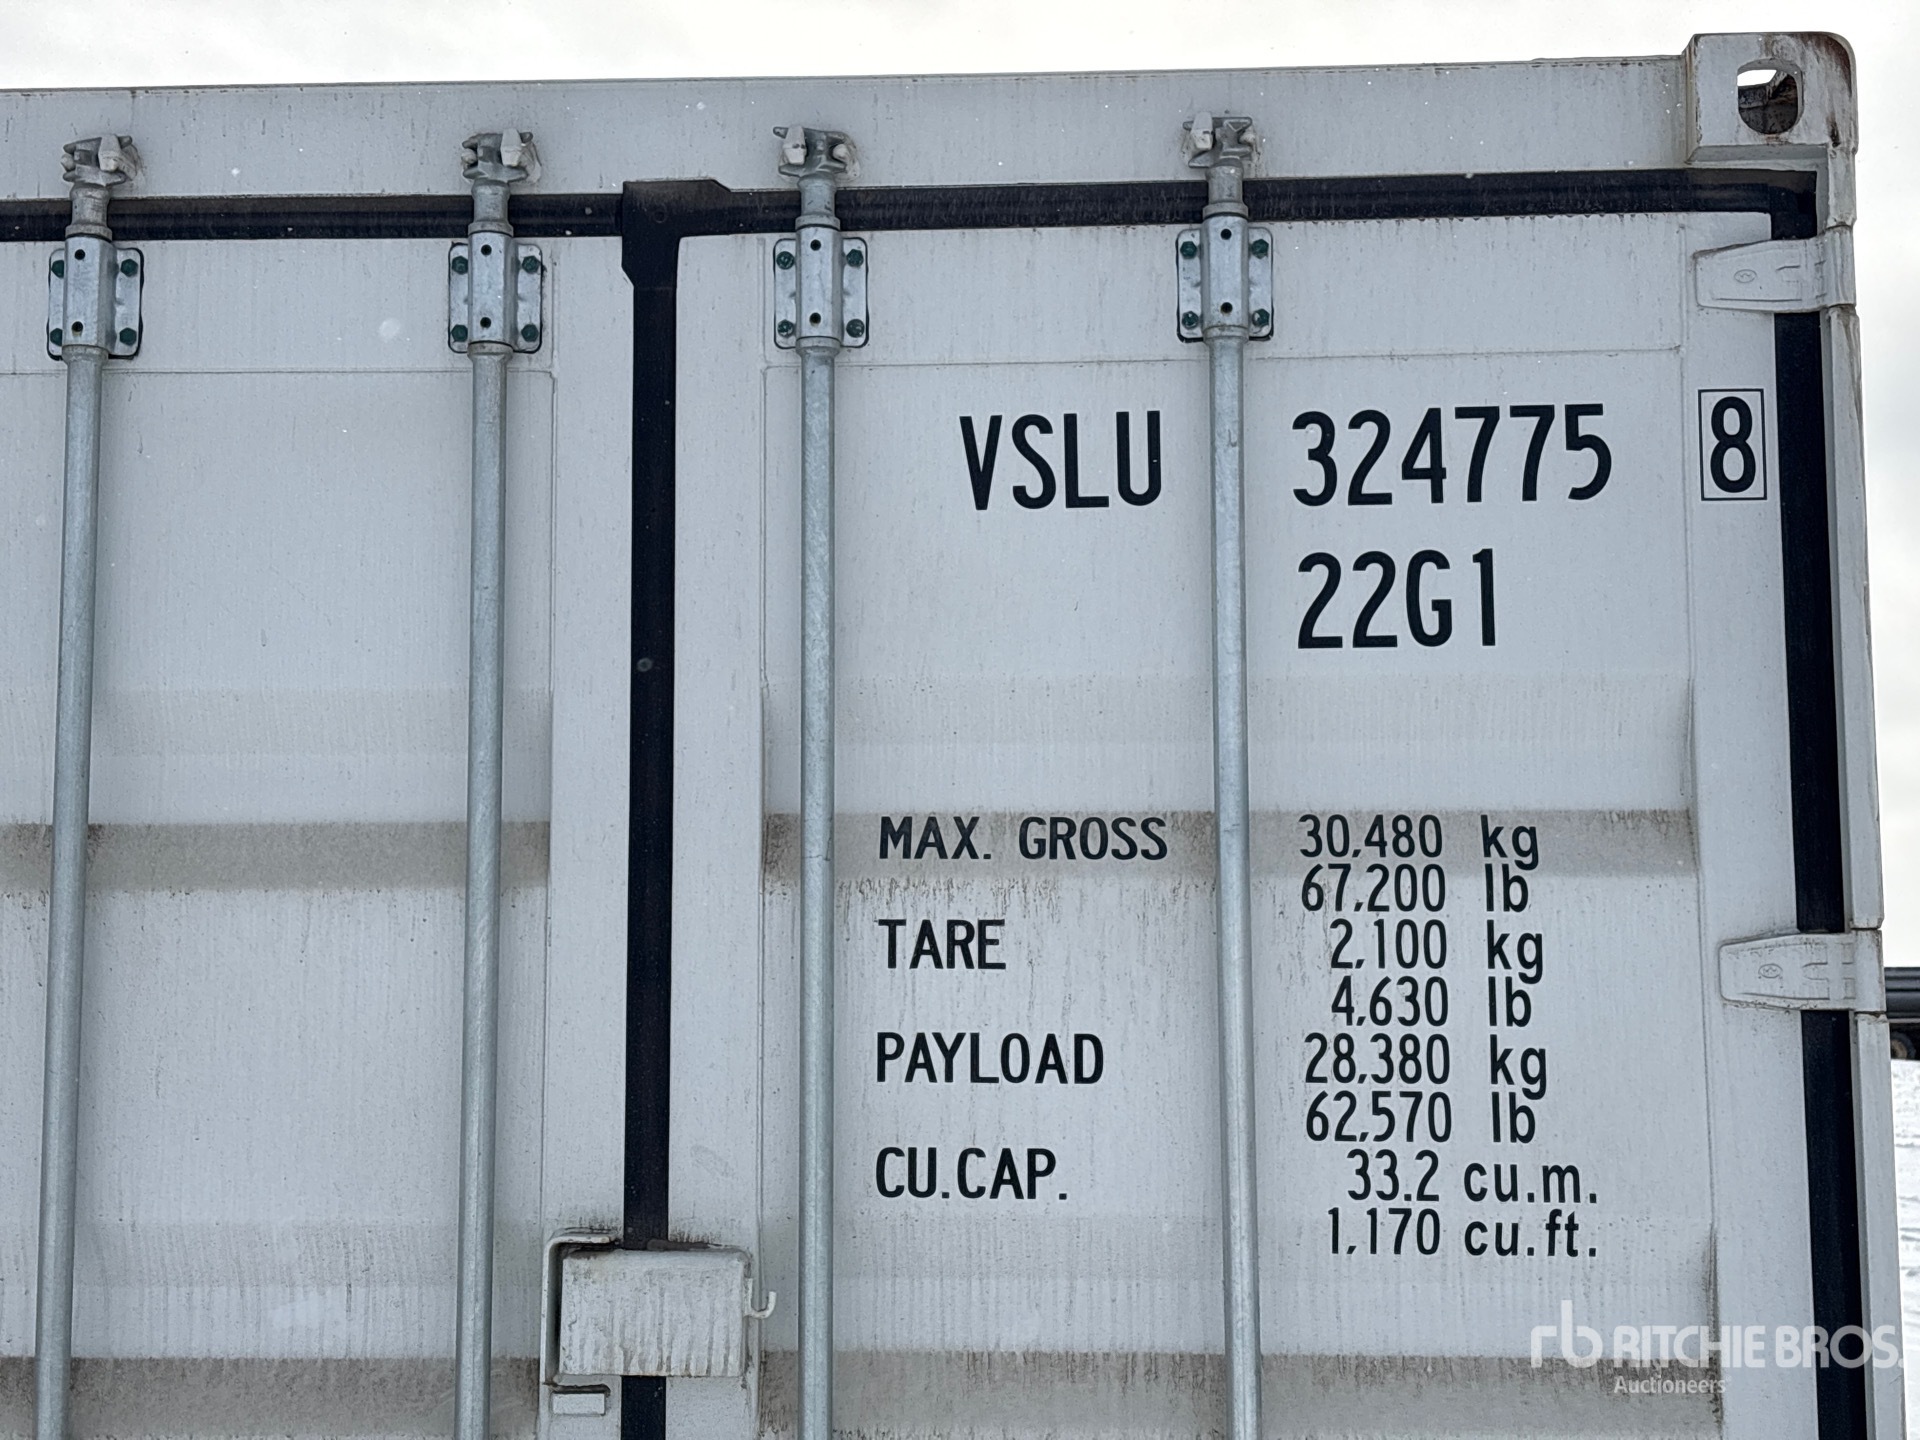 VSLU 324775 8
22G1
MAX. GROSS 30,480 kg
67,200 lb
TARE 2,100 kg
4,630 lb
PAYLOAD 28,380 kg
62,570 lb
CU.CAP. 33.2 cu.m.
1,170 cu.ft.
rb RITCHIE BROS.
Auctioneers